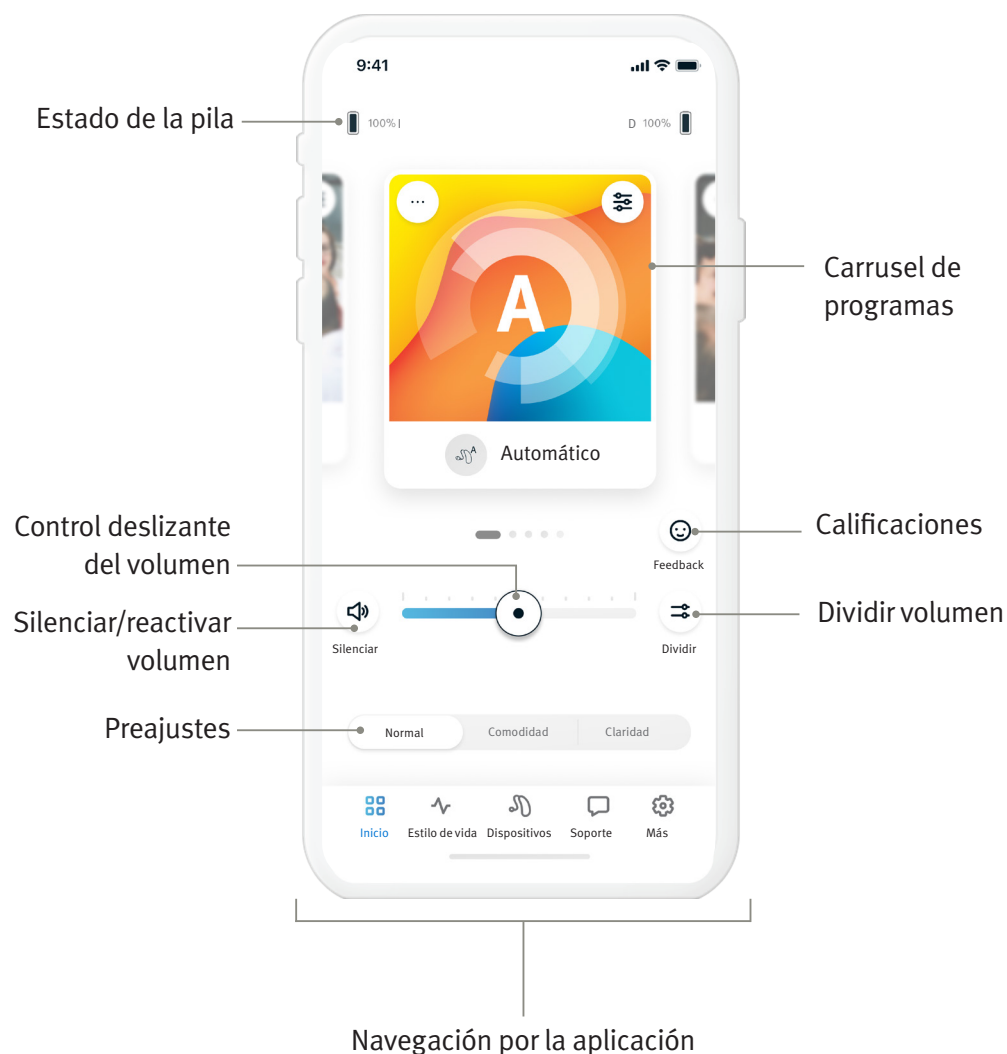 9:41
Estado de la pila
100% I
D 100%
...
A
Carrusel de
programas
A
Automático
Control deslizante
del volumen
Calificaciones
Feedback
Silenciar/reactivar
volumen
Dividir volumen
Silenciar
Dividir
Preajustes
Normal
Comodidad
Claridad
Inicio
Estilo de vida
Dispositivos
Soporte
Más
Navegación por la aplicación